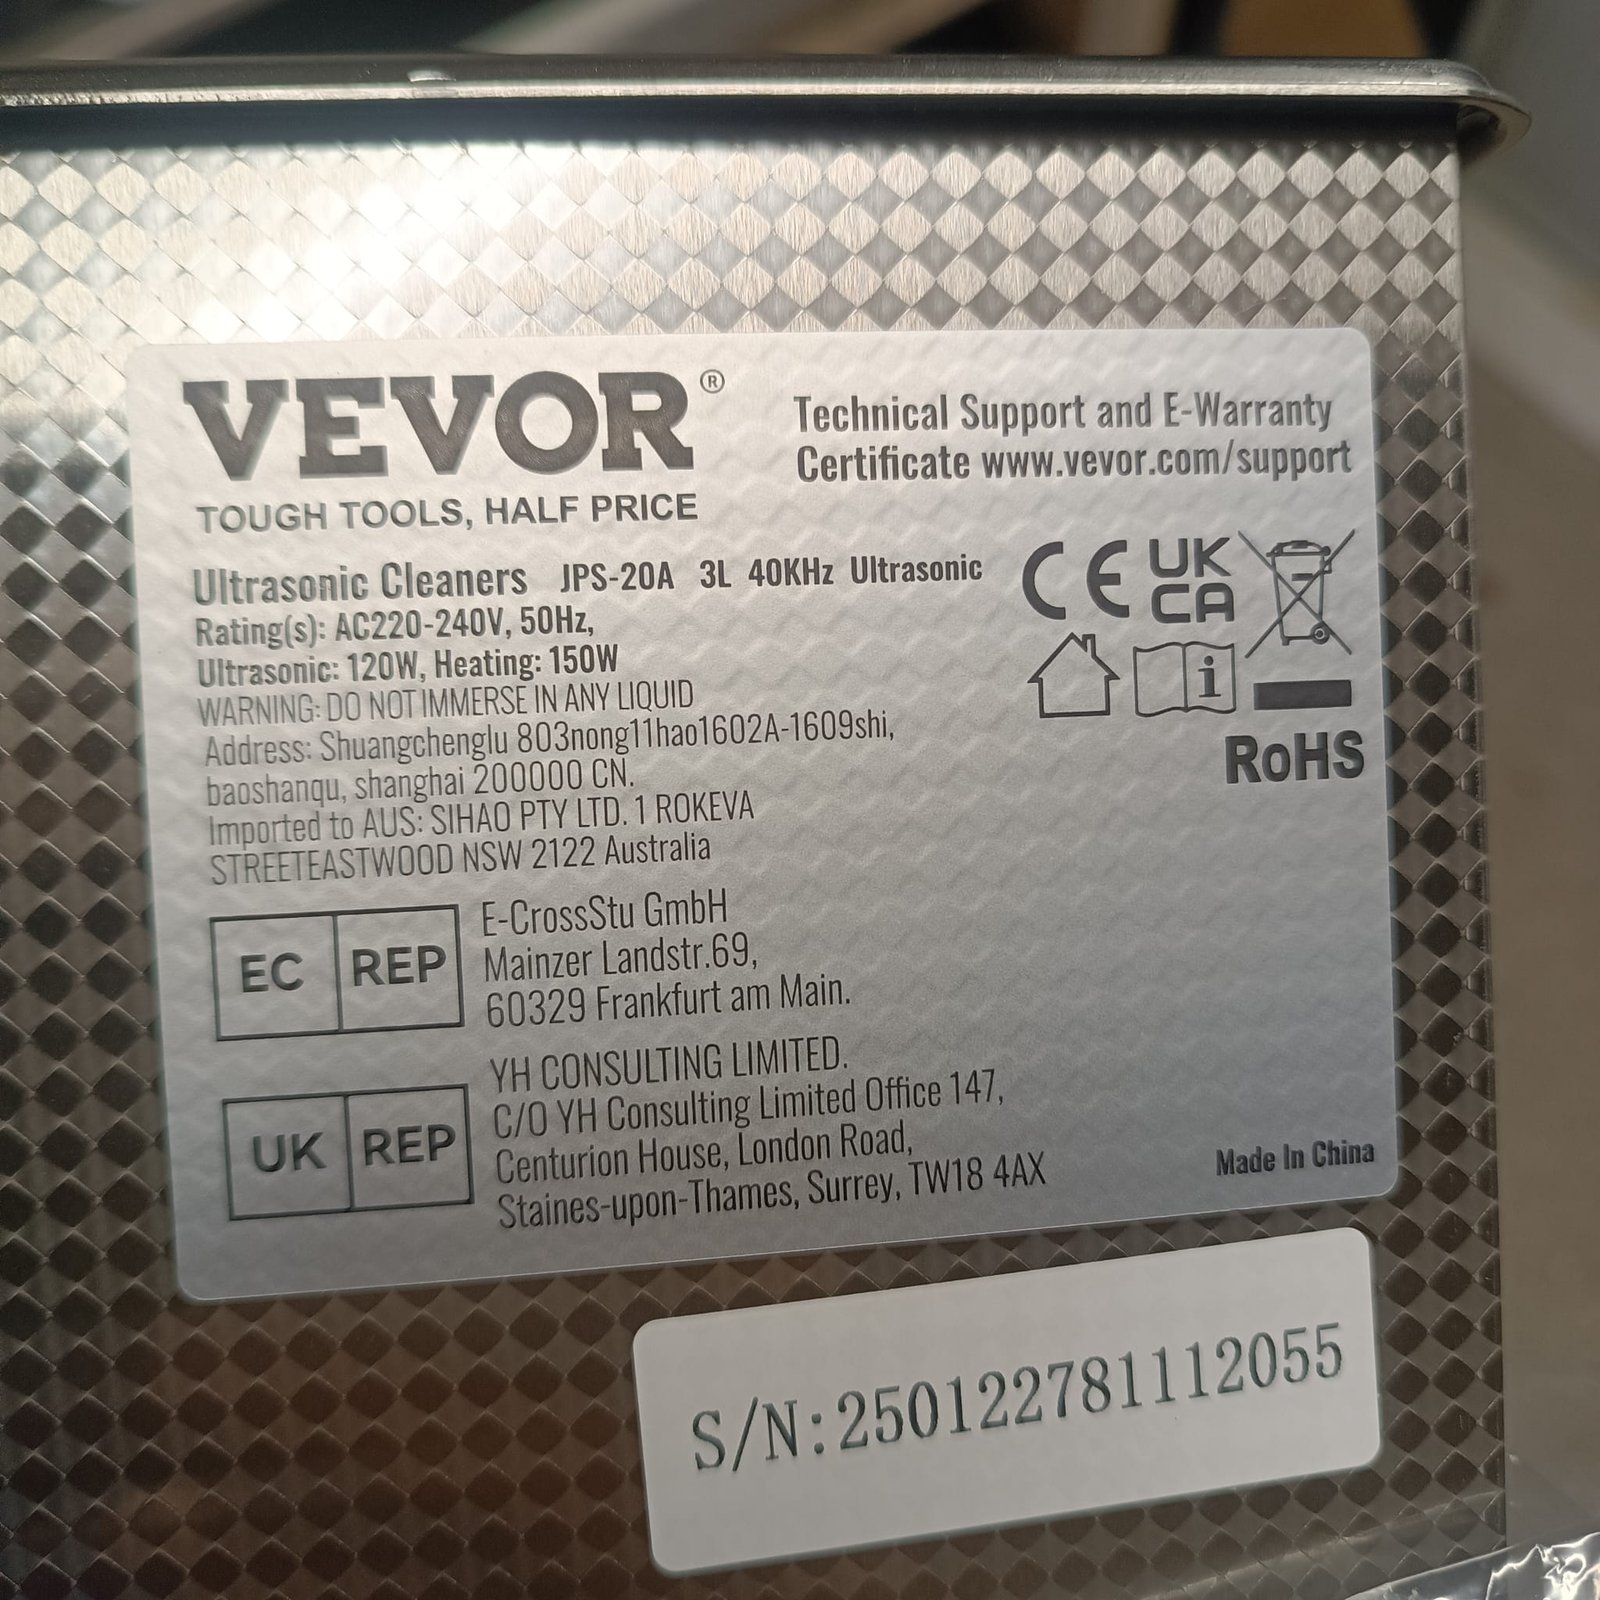 VEVOR®
TOUGH TOOLS, HALF PRICE
Technical Support and E-Warranty
Certificate www.vevor.com/support
Ultrasonic Cleaners JPS-20A 3L 40KHz Ultrasonic
Rating(s): AC220-240V, 50Hz,
Ultrasonic: 120W, Heating: 150W
WARNING: DO NOT IMMERSE IN ANY LIQUID
Address: Shuangchenglu 803nong11hao1602A-1609shi,
baoshanqu, shanghai 200000 CN.
Imported to AUS: SIHAO PTY LTD. 1 ROKEVA
STREETEASTWOOD NSW 2122 Australia
CE UK
CA
i
RoHS
EC REP
E-CrossStu GmbH
Mainzer Landstr.69,
60329 Frankfurt am Main.
UK REP
YH CONSULTING LIMITED.
C/O YH Consulting Limited Office 147,
Centurion House, London Road,
Staines-upon-Thames, Surrey, TW18 4AX
Made In China
S/N:250122781112055